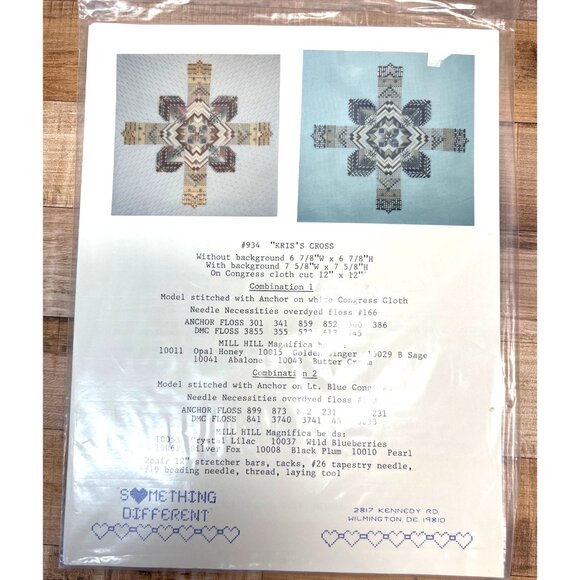 #934 "KRIS'S CROSS
Without background 6 7/8"W x 6 7/8"H
With background 7 5/8"W x 7 5/8"H
On Congress cloth cut 12" x 12"
Combination 1
Model stitched with Anchor on white Congress Cloth
Needle Necessities overdyed floss #166
ANCHOR FLOSS 301 341 859 852 386
DMC FLOSS 3855 355
MILL HILL Magnifica
10011 Opal Honey 10015 Golden Ginger 10029 B Sage
10041 Abalone 10043 Butter
Combination 2
Model stitched with Anchor on Lt. Blue
Needle Necessities overdyed floss
ANCHOR FLOSS 899 873 231 231
DMC FLOSS 841 3740 3741
MILL HILL Magnifica
Crystal Lilac 10037 Wild Blueberries
Silver Fox 10008 Black Plum 10010 Pearl
12" stretcher bars, tacks, #26 tapestry needle,
beading needle, thread, laying tool
S♥METHING
DIFFERENT
2817 KENNEDY RD.
WILMINGTON, DE. 19810